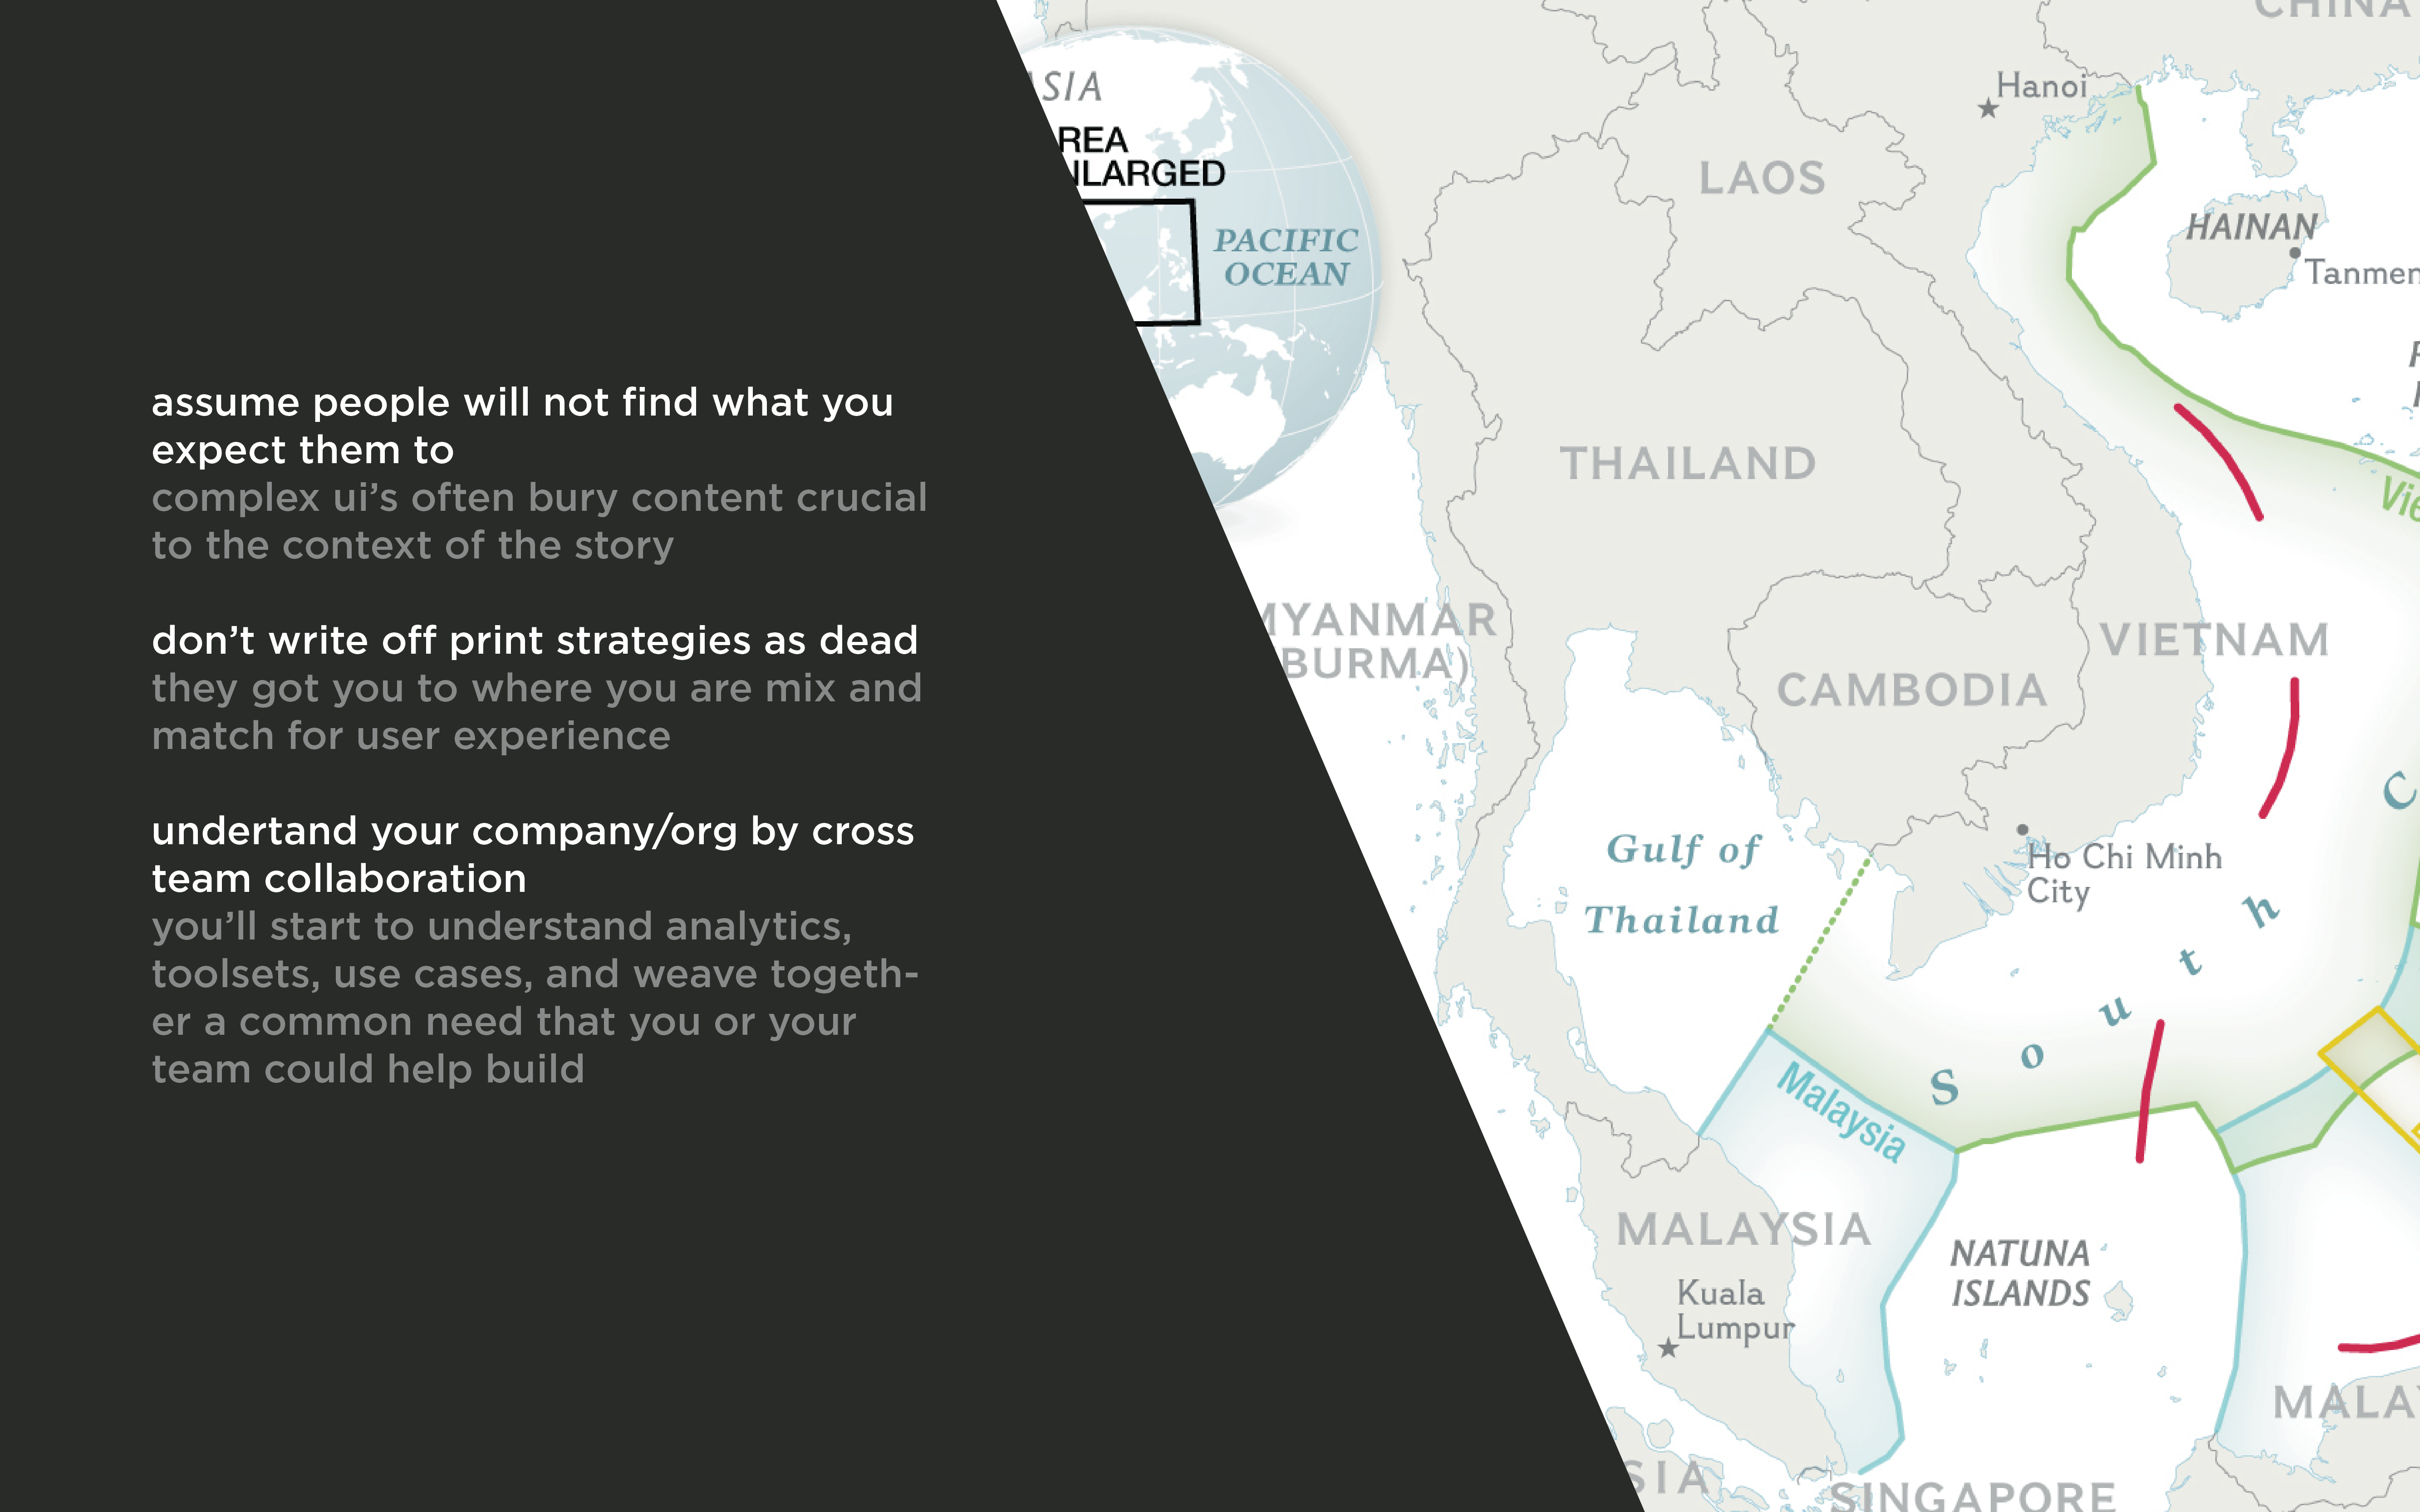 assume people will not find what you
expect them to
complex ui’s often bury content crucial
to the context of the story
don’t write off print strategies as dead
they got you to where you are mix and
match for user experience
undertand your company/org by cross
team collaboration
you’ll start to understand analytics,
toolsets, use cases, and weave togeth-
er a common need that you or your
team could help build
SIA
REA
NLARGED
PACIFIC
OCEAN
CHINA
Hanoi
LAOS
HAINAN
Tanmen
THAILAND
Vie
MYANMAR
BURMA)
VIETNAM
CAMBODIA
C
Gulf of
Thailand
Ho Chi Minh
City
South
Malaysia
MALAYSIA
NATUNA
ISLANDS
Kuala
Lumpur
MALAY
SIA
SINGAPORE